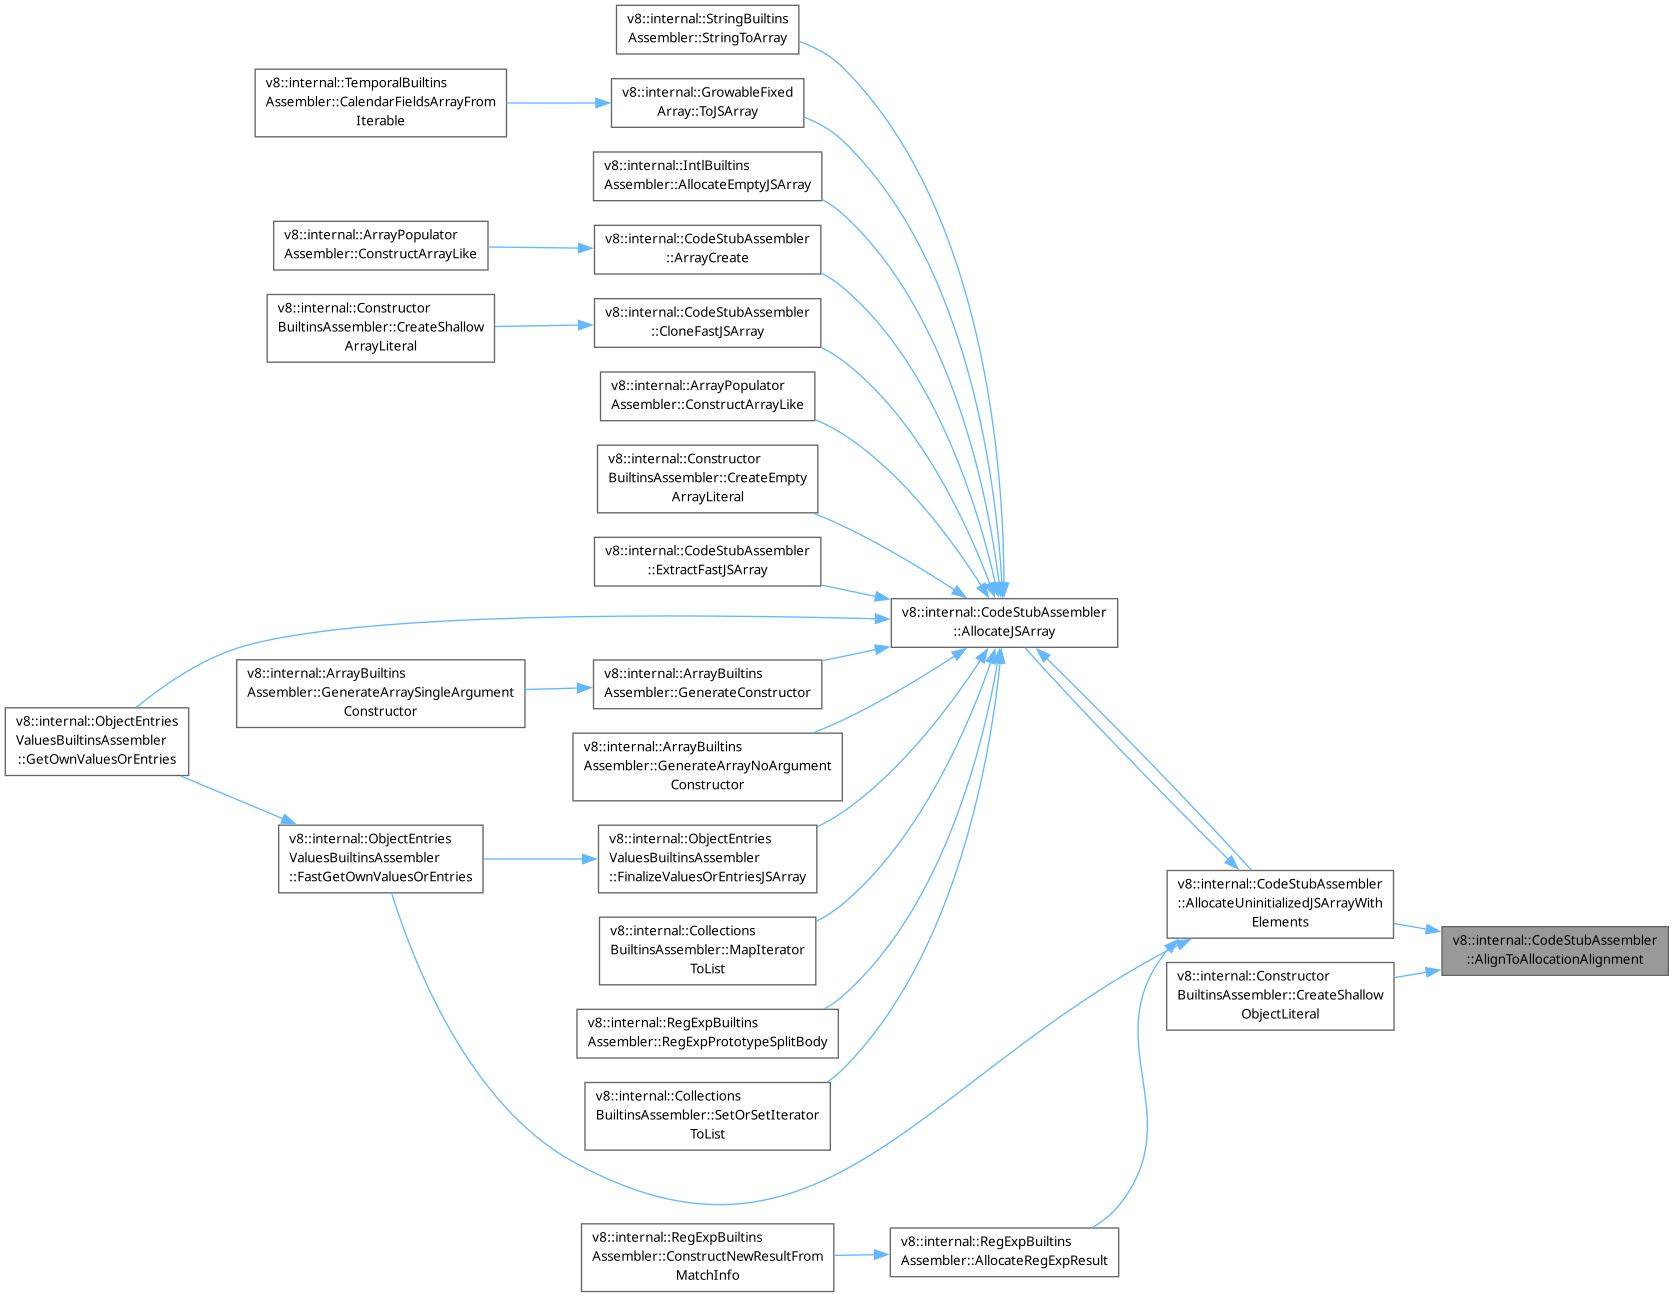 v8::internal::StringBuiltins
Assembler::StringToArray
v8::internal::TemporalBuiltins
Assembler::CalendarFieldsArrayFrom
Iterable
v8::internal::GrowableFixed
Array::ToJSArray
v8::internal::IntlBuiltins
Assembler::AllocateEmptyJSArray
v8::internal::ArrayPopulator
Assembler::ConstructArrayLike
v8::internal::CodeStubAssembler
::ArrayCreate
v8::internal::Constructor
BuiltinsAssembler::CreateShallow
ArrayLiteral
v8::internal::CodeStubAssembler
::CloneFastJSArray
v8::internal::ArrayPopulator
Assembler::ConstructArrayLike
v8::internal::Constructor
BuiltinsAssembler::CreateEmpty
ArrayLiteral
v8::internal::CodeStubAssembler
::ExtractFastJSArray
v8::internal::CodeStubAssembler
::AllocateJSArray
v8::internal::ArrayBuiltins
Assembler::GenerateArraySingleArgument
Constructor
v8::internal::ArrayBuiltins
Assembler::GenerateConstructor
v8::internal::ObjectEntries
ValuesBuiltinsAssembler
::GetOwnValuesOrEntries
v8::internal::ArrayBuiltins
Assembler::GenerateArrayNoArgument
Constructor
v8::internal::ObjectEntries
ValuesBuiltinsAssembler
::FastGetOwnValuesOrEntries
v8::internal::ObjectEntries
ValuesBuiltinsAssembler
::FinalizeValuesOrEntriesJSArray
v8::internal::CodeStubAssembler
::AllocateUninitializedJSArrayWith
Elements
v8::internal::Collections
BuiltinsAssembler::MapIterator
ToList
v8::internal::CodeStubAssembler
::AlignToAllocationAlignment
v8::internal::Constructor
BuiltinsAssembler::CreateShallow
ObjectLiteral
v8::internal::RegExpBuiltins
Assembler::RegExpPrototypeSplitBody
v8::internal::Collections
BuiltinsAssembler::SetOrSetIterator
ToList
v8::internal::RegExpBuiltins
Assembler::ConstructNewResultFrom
MatchInfo
v8::internal::RegExpBuiltins
Assembler::AllocateRegExpResult